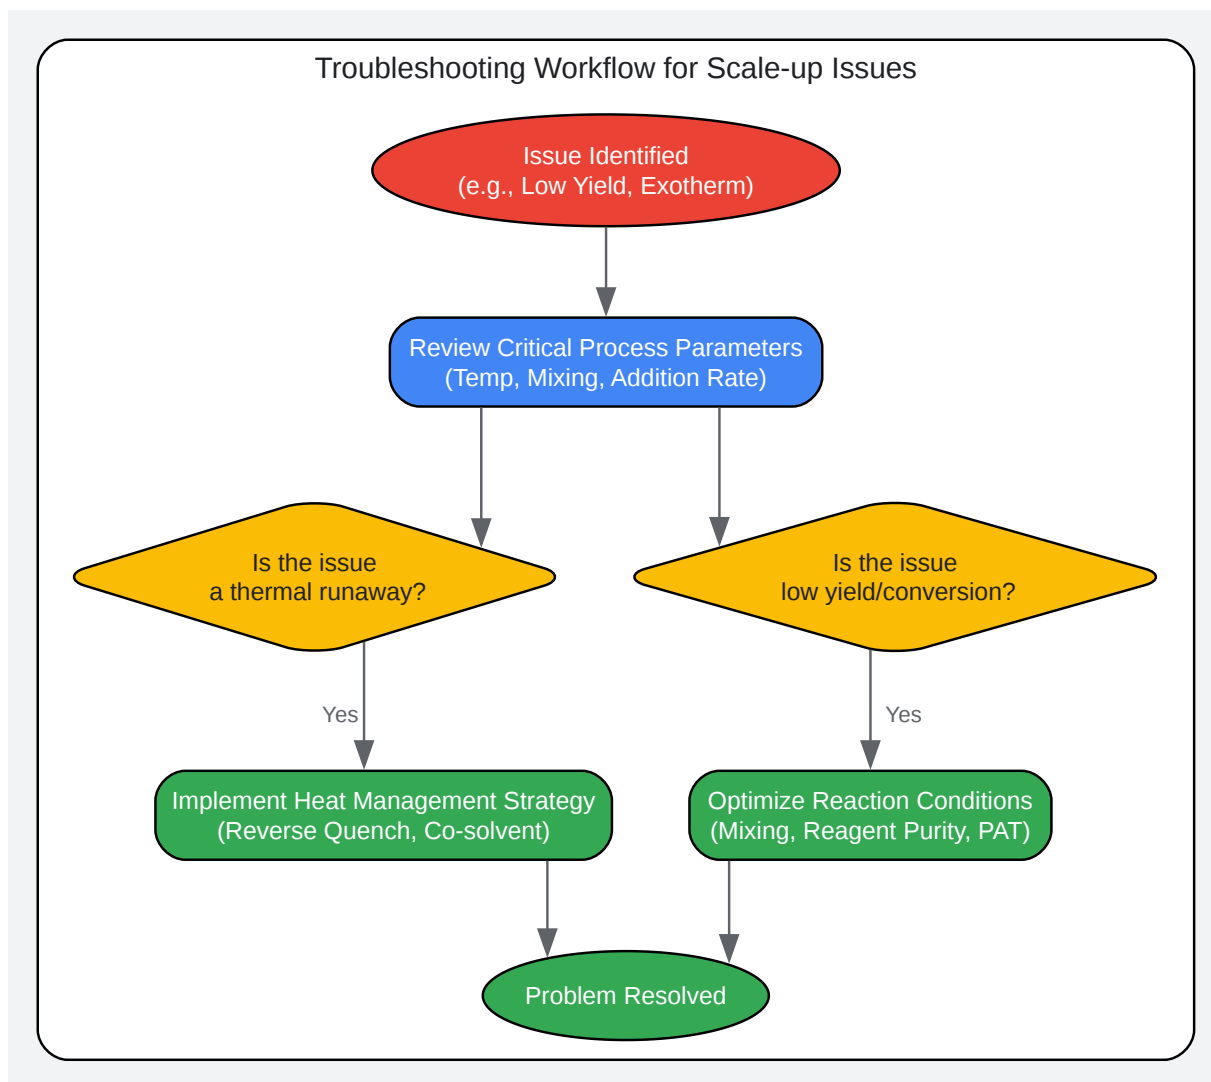 Troubleshooting Workflow for Scale-up Issues
Issue Identified
(e.g., Low Yield, Exotherm)
Review Critical Process Parameters
(Temp, Mixing, Addition Rate)
Is the issue
a thermal runaway?
Is the issue
low yield/conversion?
Yes
Yes
Implement Heat Management Strategy
(Reverse Quench, Co-solvent)
Optimize Reaction Conditions
(Mixing, Reagent Purity, PAT)
Problem Resolved